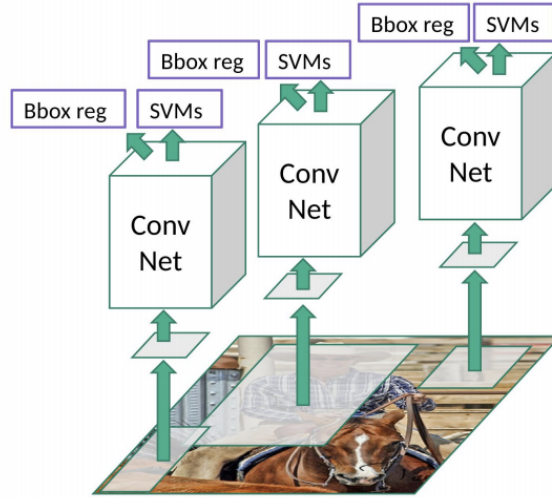 Bbox reg SVMs
Bbox reg SVMs
Bbox reg SVMs
Conv
Net
Conv
Net
Conv
Net